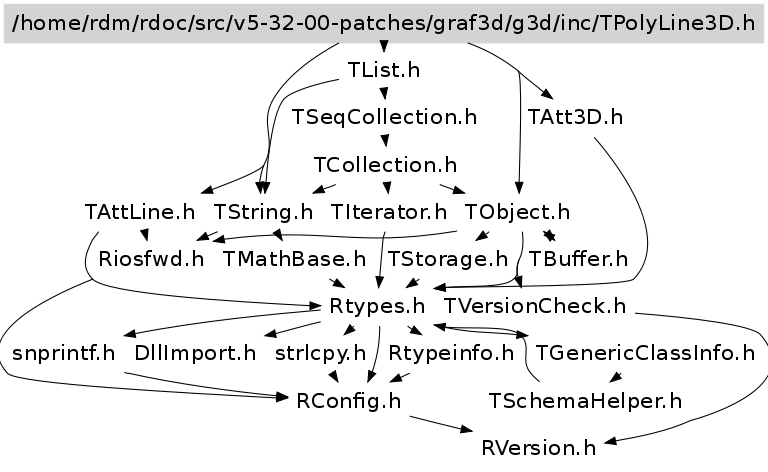 /home/rdm/rdoc/src/v5-32-00-patches/graf3d/g3d/inc/TPolyLine3D.h
TList.h
TSeqCollection.h TAtt3D.h
TCollection.h
TAttLine.h TString.h TIterator.h TObject.h
Riosfwd.h TMathBase.h TStorage.h TBuffer.h
Rtypes.h TVersionCheck.h
snprintf.h DllImport.h strlcpy.h Rtypeinfo.h TGenericClassInfo.h
RConfig.h TSchemaHelper.h
RVersion.h